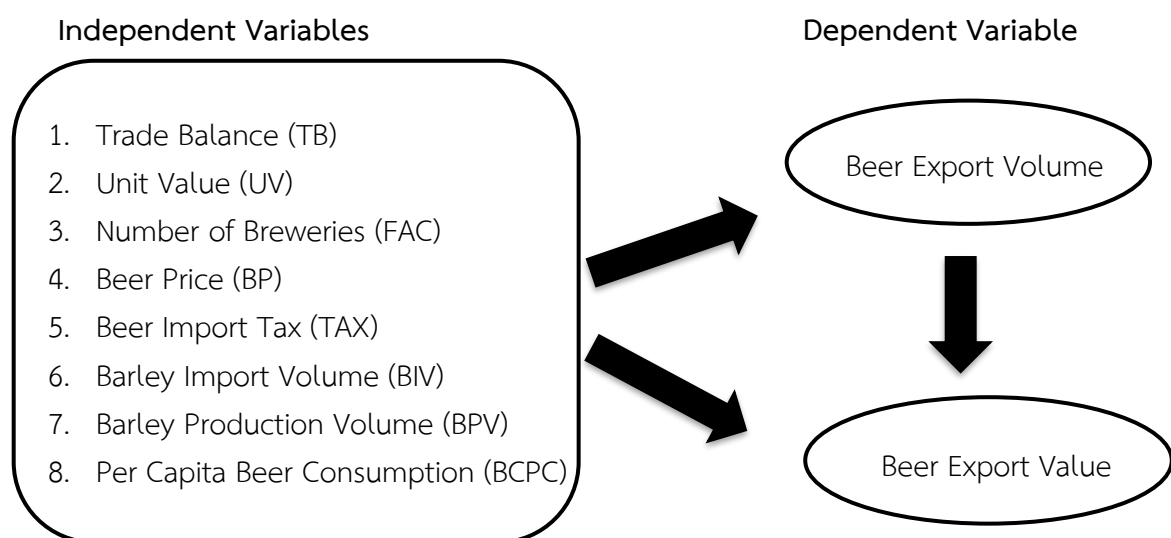 Independent Variables
Dependent Variable
1. Trade Balance (TB)
2. Unit Value (UV)
3. Number of Breweries (FAC)
4. Beer Price (BP)
5. Beer Import Tax (TAX)
6. Barley Import Volume (BIV)
7. Barley Production Volume (BPV)
8. Per Capita Beer Consumption (BCPC)
Beer Export Volume
Beer Export Value